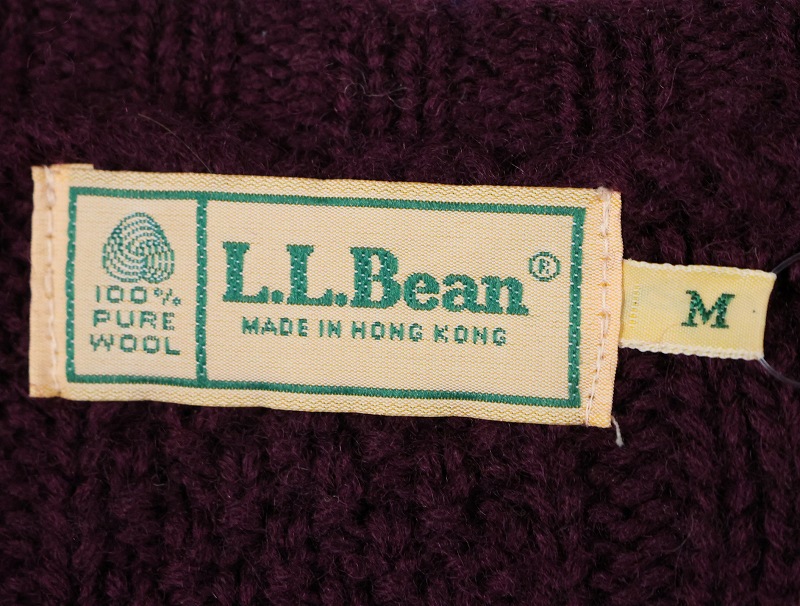 100%
PURE
WOOL
L.L.Bean®
MADE IN HONG KONG
M